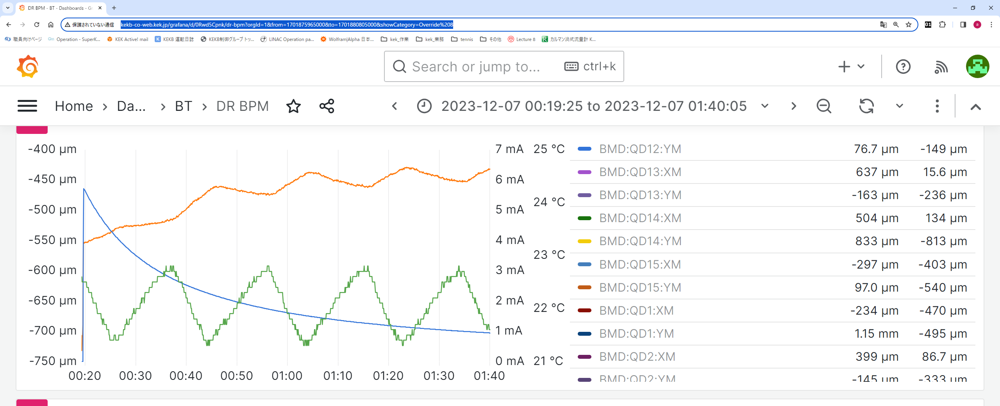 DR BPM - BT - Dashboards - Gr
保護されていない通信 kekb-co-web.kek.jp/grafana/d/0Rwd5Cpnk/dr-bpm?orgId=1&from=1701875965000&to=1701880805000&showCategory=Override%208 01 a
職員向けページ Operation - SuperK... KEK Active! mail K KEKB 運転日誌 KEKB制御グループ トッ... LINAC Operation pa... Wolfram|Alpha 日本... kek_作業 kek_業務 tennis その他 Lecture 8 カルマン渦式流量計 K...
Search or jump to... ctrl+k
Home Da... BT DR BPM 2023-12-07 00:19:25 to 2023-12-07 01:40:05
-400 µm 7 mA 25 °C BMD:QD12:YM 76.7 µm -149 µm
BMD:QD13:XM 637 µm 15.6 µm
-450 µm 6 mA
BMD:QD13:YM -163 µm -236 µm
24 °C
-500 µm 5 mA
BMD:QD14:XM 504 µm 134 µm
-550 µm 4 mA BMD:QD14:YM 833 µm -813 µm
23 °C
-600 µm 3 mA BMD:QD15:XM -297 µm -403 µm
BMD:QD15:YM 97.0 µm -540 µm
-650 µm 2 mA
22 °C BMD:QD1:XM -234 µm -470 µm
-700 µm 1 mA BMD:QD1:YM 1.15 mm -495 µm
-750 µm 0 mA 21 °C BMD:QD2:XM 399 µm 86.7 µm
00:20 00:30 00:40 00:50 01:00 01:10 01:20 01:30 01:40
BMD:QD2:YM -145 µm -333 µm